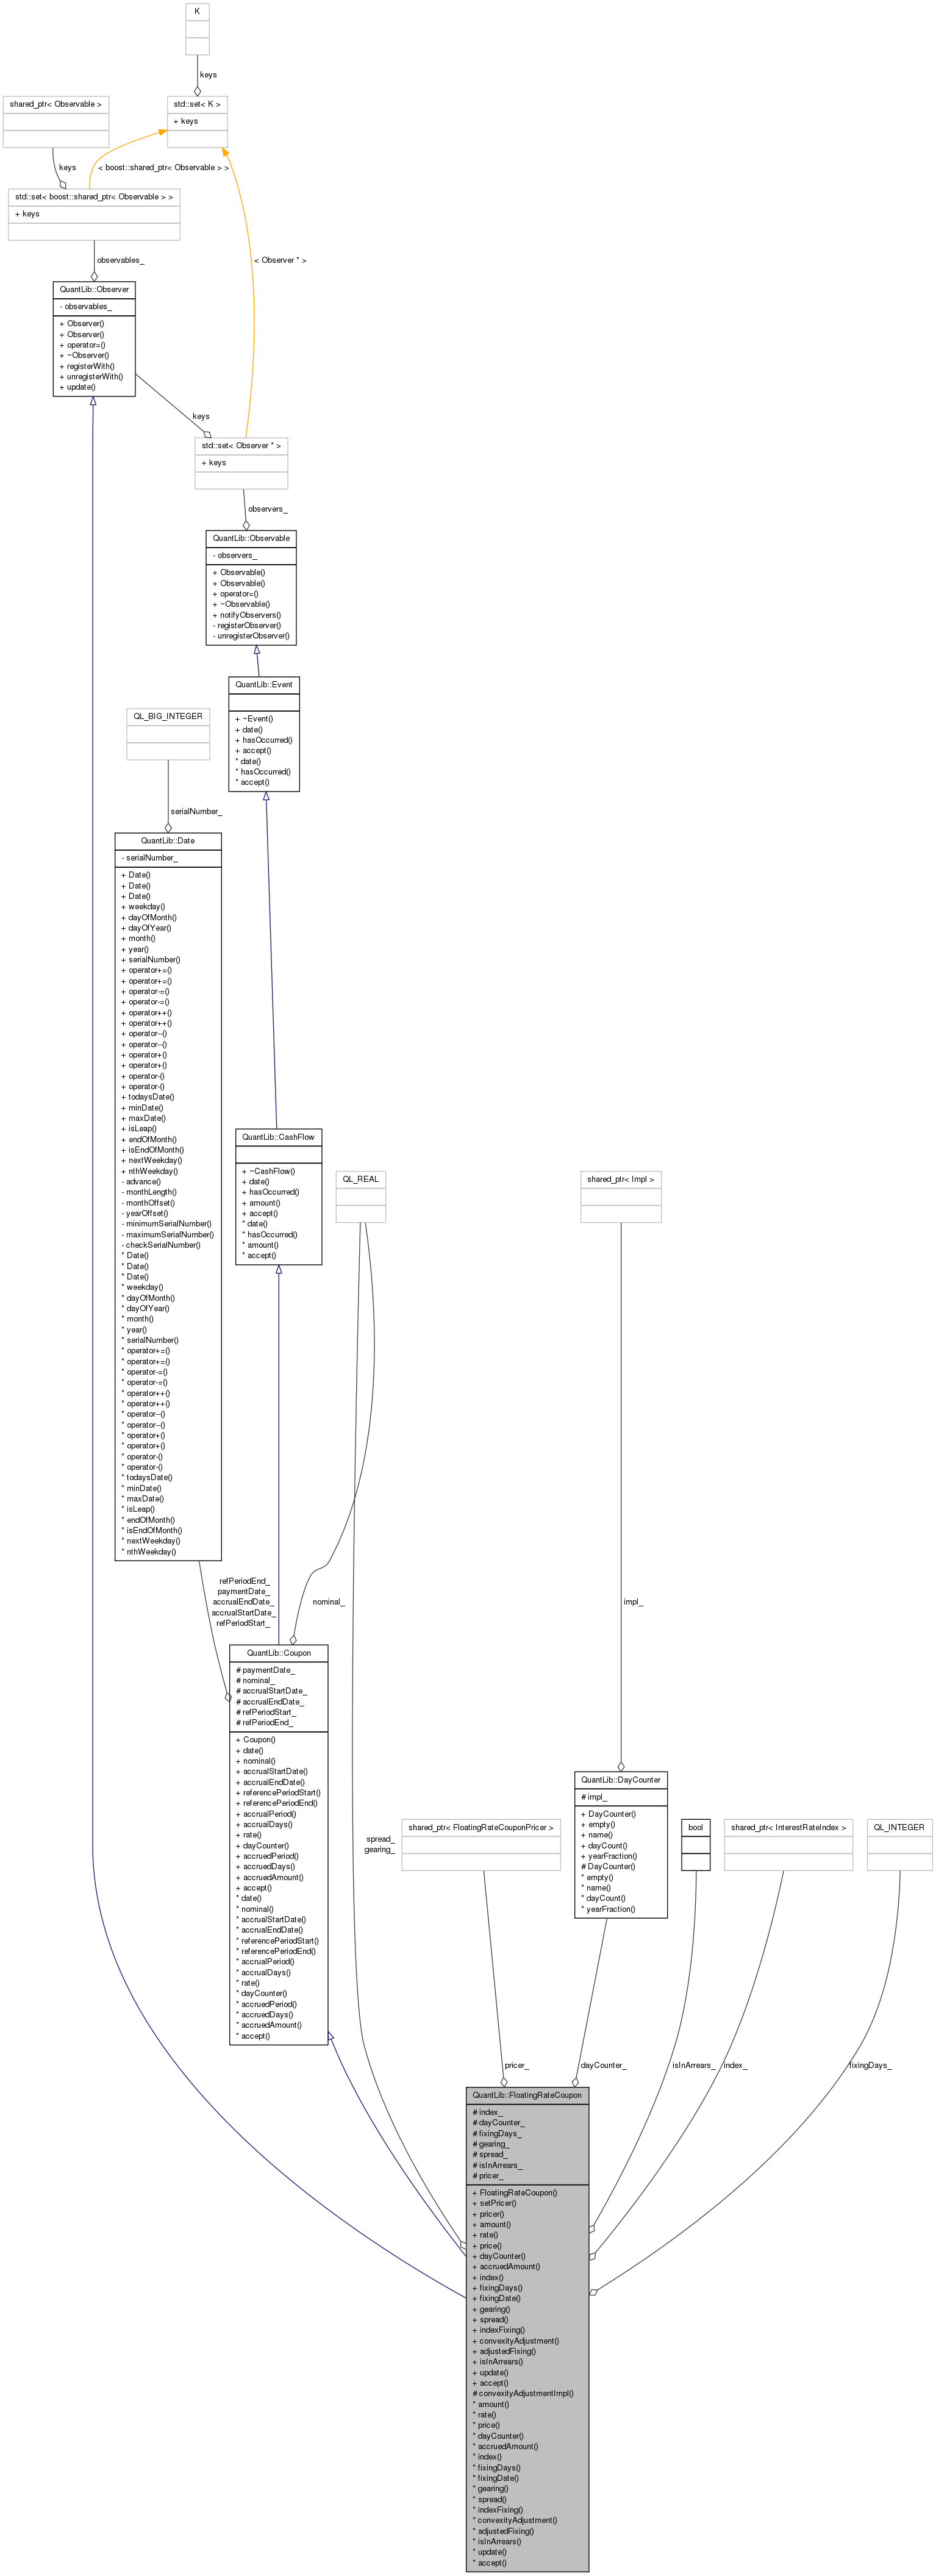 K
keys
std::set< K >
+ keys
shared_ptr< Observable >
keys
< boost::shared_ptr< Observable > >
std::set< boost::shared_ptr< Observable > >
+ keys
< Observer * >
observables_
QuantLib::Observer
- observables_
+ Observer()
+ Observer()
+ operator=()
+ ~Observer()
+ registerWith()
+ unregisterWith()
+ update()
keys
std::set< Observer * >
+ keys
observers_
QuantLib::Observable
- observers_
+ Observable()
+ Observable()
+ operator=()
+ ~Observable()
+ notifyObservers()
- registerObserver()
- unregisterObserver()
QuantLib::Event
+ ~Event()
+ date()
+ hasOccurred()
+ accept()
* date()
* hasOccurred()
* accept()
QL_BIG_INTEGER
serialNumber_
QuantLib::Date
- serialNumber_
+ Date()
+ Date()
+ Date()
+ weekday()
+ dayOfMonth()
+ dayOfYear()
+ month()
+ year()
+ serialNumber()
+ operator+=()
+ operator+=()
+ operator-=()
+ operator-=()
+ operator++()
+ operator++()
+ operator--()
+ operator--()
+ operator+()
+ operator+()
+ operator-()
+ operator-()
+ todaysDate()
+ minDate()
+ maxDate()
+ isLeap()
+ endOfMonth()
+ isEndOfMonth()
+ nextWeekday()
+ nthWeekday()
- advance()
- monthLength()
- monthOffset()
- yearOffset()
- minimumSerialNumber()
- maximumSerialNumber()
- checkSerialNumber()
* Date()
* Date()
* Date()
* weekday()
* dayOfMonth()
* dayOfYear()
* month()
* year()
* serialNumber()
* operator+=()
* operator+=()
* operator-=()
* operator-=()
* operator++()
* operator++()
* operator--()
* operator--()
* operator+()
* operator+()
* operator-()
* operator-()
* todaysDate()
* minDate()
* maxDate()
* isLeap()
* endOfMonth()
* isEndOfMonth()
* nextWeekday()
* nthWeekday()
QuantLib::CashFlow
+ ~CashFlow()
+ date()
+ hasOccurred()
+ amount()
+ accept()
* date()
* hasOccurred()
* amount()
* accept()
QL_REAL
shared_ptr< Impl >
refPeriodEnd_
paymentDate_
accrualEndDate_
accrualStartDate_
refPeriodStart_
nominal_
impl_
QuantLib::Coupon
# paymentDate_
# nominal_
# accrualStartDate_
# accrualEndDate_
# refPeriodStart_
# refPeriodEnd_
+ Coupon()
+ date()
+ nominal()
+ accrualStartDate()
+ accrualEndDate()
+ referencePeriodStart()
+ referencePeriodEnd()
+ accrualPeriod()
+ accrualDays()
+ rate()
+ dayCounter()
+ accruedPeriod()
+ accruedDays()
+ accruedAmount()
+ accept()
* date()
* nominal()
* accrualStartDate()
* accrualEndDate()
* referencePeriodStart()
* referencePeriodEnd()
* accrualPeriod()
* accrualDays()
* rate()
* dayCounter()
* accruedPeriod()
* accruedDays()
* accruedAmount()
* accept()
spread_
gearing_
shared_ptr< FloatingRateCouponPricer >
QuantLib::DayCounter
# impl_
+ DayCounter()
+ empty()
+ name()
+ dayCount()
+ yearFraction()
# DayCounter()
* empty()
* name()
* dayCount()
* yearFraction()
bool
shared_ptr< InterestRateIndex >
QL_INTEGER
pricer_
dayCounter_
isInArrears_
index_
fixingDays_
QuantLib::FloatingRateCoupon
# index_
# dayCounter_
# fixingDays_
# gearing_
# spread_
# isInArrears_
# pricer_
+ FloatingRateCoupon()
+ setPricer()
+ pricer()
+ amount()
+ rate()
+ price()
+ dayCounter()
+ accruedAmount()
+ index()
+ fixingDays()
+ fixingDate()
+ gearing()
+ spread()
+ indexFixing()
+ convexityAdjustment()
+ adjustedFixing()
+ isInArrears()
+ update()
+ accept()
# convexityAdjustmentImpl()
* amount()
* rate()
* price()
* dayCounter()
* accruedAmount()
* index()
* fixingDays()
* fixingDate()
* gearing()
* spread()
* indexFixing()
* convexityAdjustment()
* adjustedFixing()
* isInArrears()
* update()
* accept()